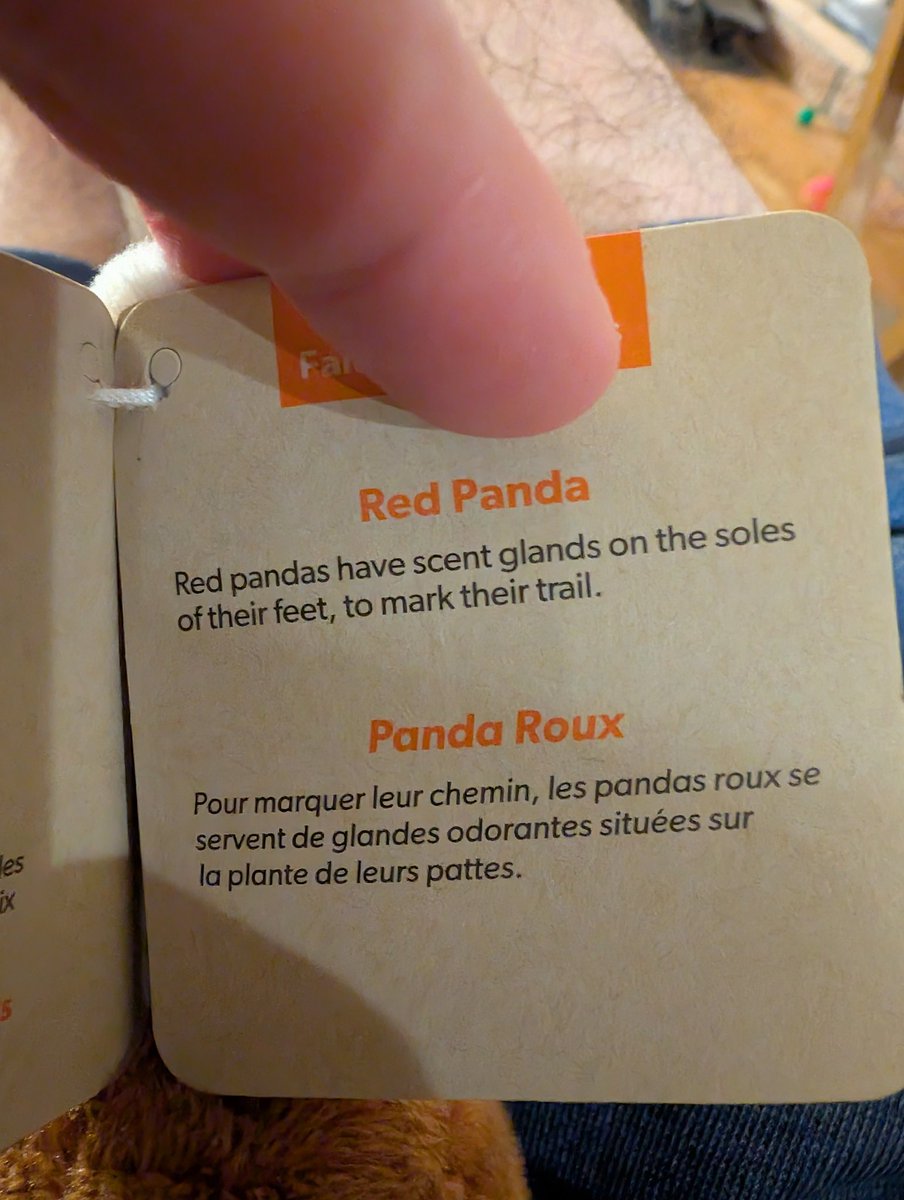 Red Panda
Red pandas have scent glands on the soles
of their feet, to mark their trail.
Panda Roux
Pour marquer leur chemin, les pandas roux se
servent de glandes odorantes situées sur
la plante de leurs pattes.